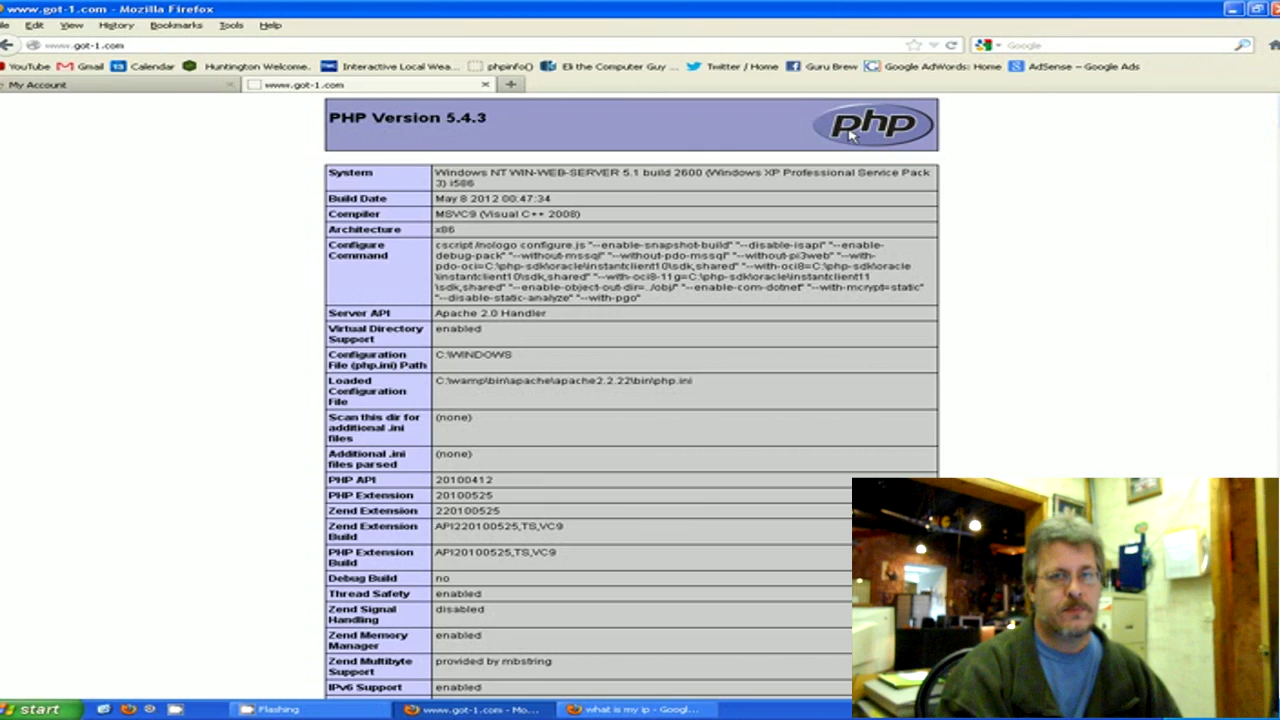 www.got-1.com - Mozilla Firefox
Edit View History Bookmarks Tools Help
www.got-1.com Google
YouTube Gmail 13 Calendar Huntington Welcome... Interactive Local Wea... phpinfo() Eli the Computer Guy ... Twitter / Home Guru Brew Google AdWords: Home AdSense – Google Ads
My Account www.got-1.com
PHP Version 5.4.3 php
System Windows NT WIN-WEB-SERVER 5.1 build 2600 (Windows XP Professional Service Pack
3) i586
Build Date May 8 2012 00:47:34
Compiler MSVC9 (Visual C++ 2008)
Architecture x86
Configure cscript /nologo configure.js "--enable-snapshot-build" "--disable-isapi" "--enable-
Command debug-pack" "--without-mssql" "--without-pdo-mssql" "--without-pi3web" "--with-
pdo-oci=C:\php-sdk\oracle\instantclient10\sdk,shared" "--with-oci8=C:\php-sdk\oracle
\instantclient10\sdk,shared" "--with-oci8-11g=C:\php-sdk\oracle\instantclient11
\sdk,shared" "--enable-object-out-dir=../obj/" "--enable-com-dotnet" "--with-mcrypt=static"
"--disable-static-analyze" "--with-pgo"
Server API Apache 2.0 Handler
Virtual Directory enabled
Support
Configuration C:\WINDOWS
File (php.ini) Path
Loaded C:\wamp\bin\apache\apache2.2.22\bin\php.ini
Configuration
File
Scan this dir for (none)
additional .ini
files
Additional .ini (none)
files parsed
PHP API 20100412
PHP Extension 20100525
Zend Extension 220100525
Zend Extension API220100525,TS,VC9
Build
PHP Extension API20100525,TS,VC9
Build
Debug Build no
Thread Safety enabled
Zend Signal disabled
Handling
Zend Memory enabled
Manager
Zend Multibyte provided by mbstring
Support
IPv6 Support enabled
start Flashing www.got-1.com - Mo... what is my ip - Googl...